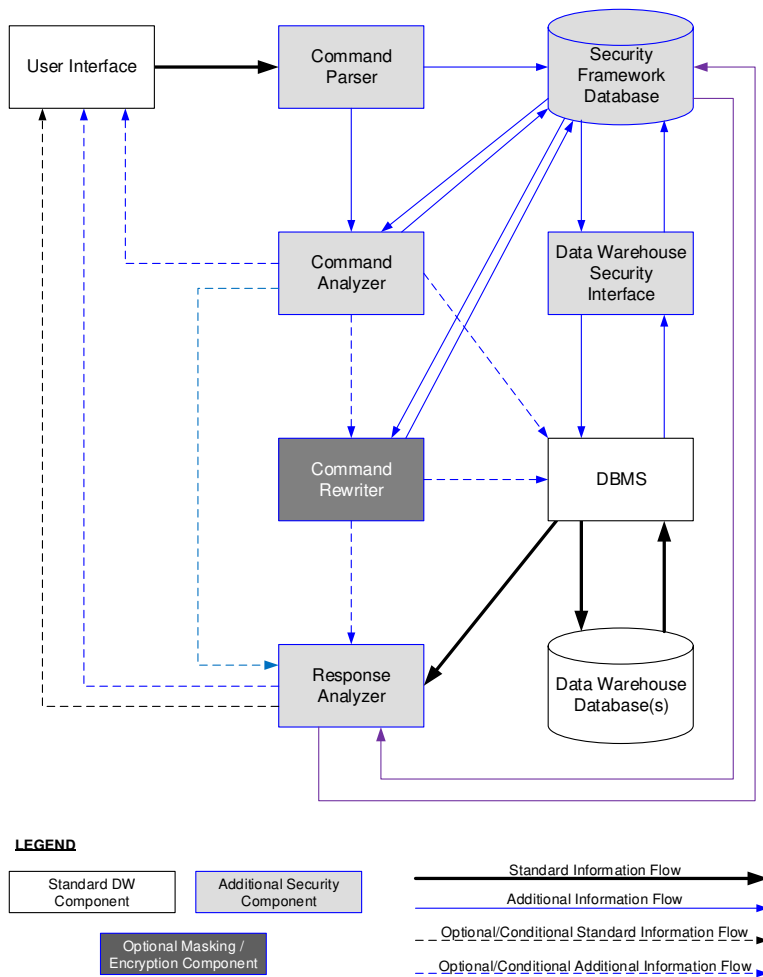 User Interface
Command
Parser
Security
Framework
Database
Command
Analyzer
Data Warehouse
Security
Interface
Command
Rewriter
DBMS
Response
Analyzer
Data Warehouse
Database(s)
LEGEND
Standard DW
Component
Additional Security
Component
Optional Masking /
Encryption Component
Standard Information Flow
Additional Information Flow
Optional/Conditional Standard Information Flow
Optional/Conditional Additional Information Flow